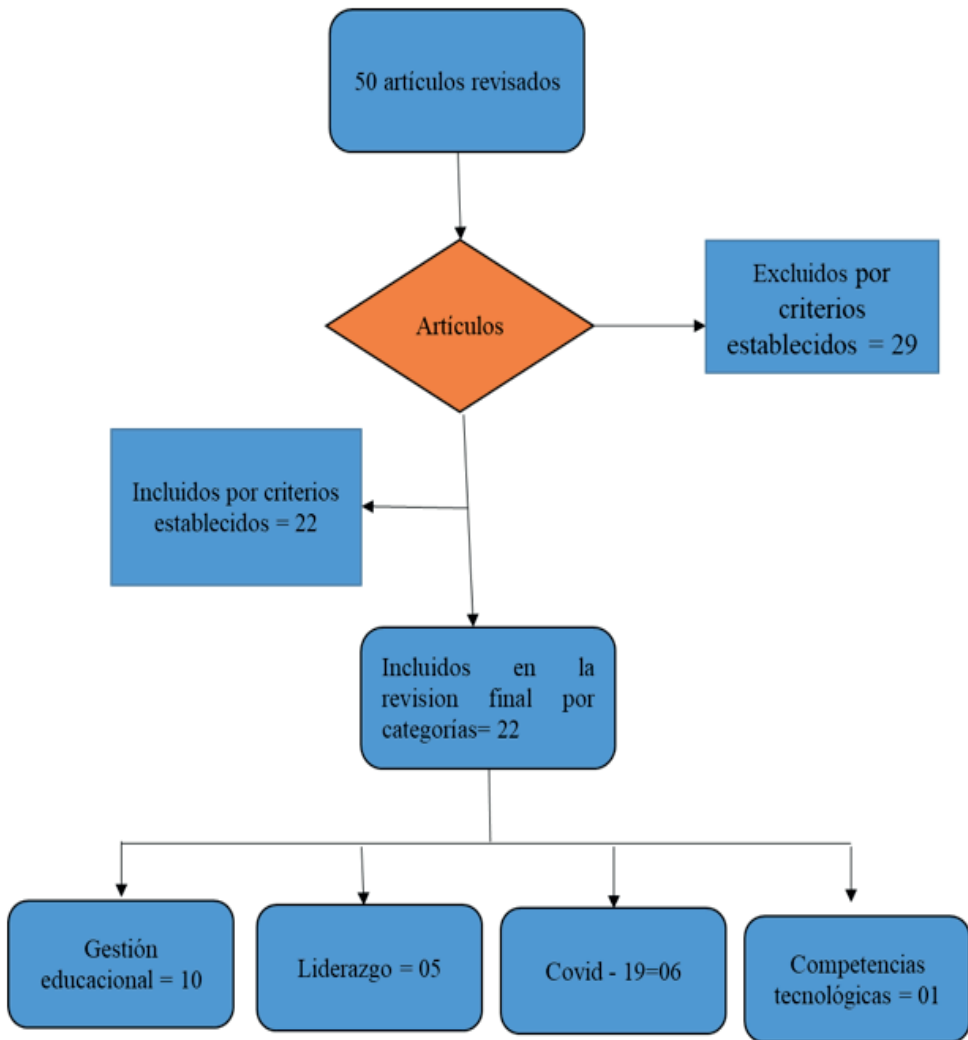 50 artículos revisados
Artículos
Excluidos por
criterios
establecidos = 29
Incluidos por criterios
establecidos = 22
Incluidos en la
revision final por
categorías= 22
Gestión
educacional = 10
Liderazgo = 05
Covid - 19=06
Competencias
tecnológicas = 01